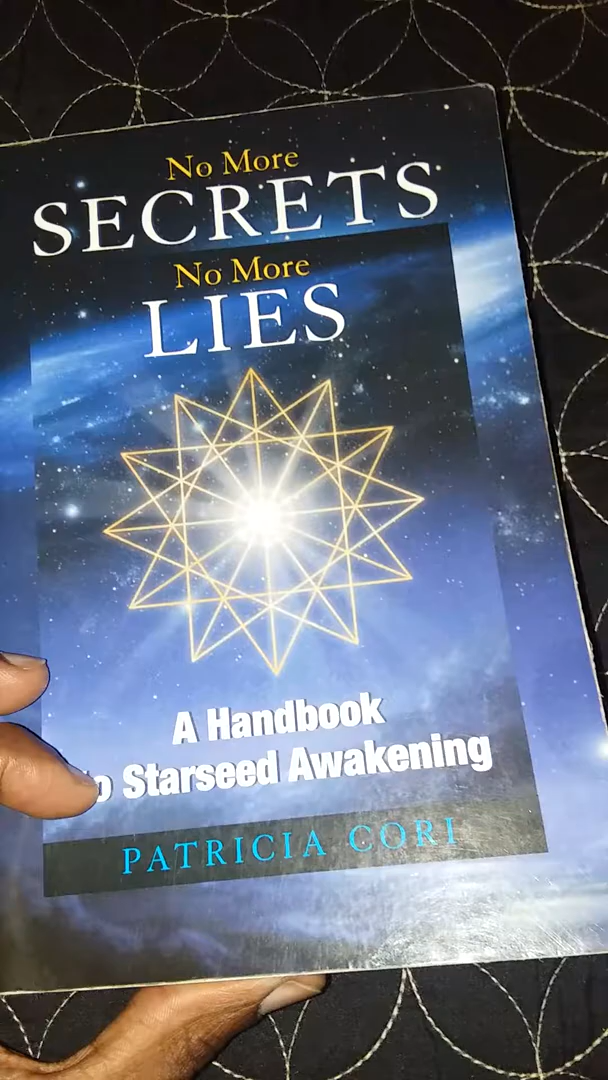 No More
SECRETS
No More
LIES
A Handbook
to Starseed Awakening
PATRICIA CORI